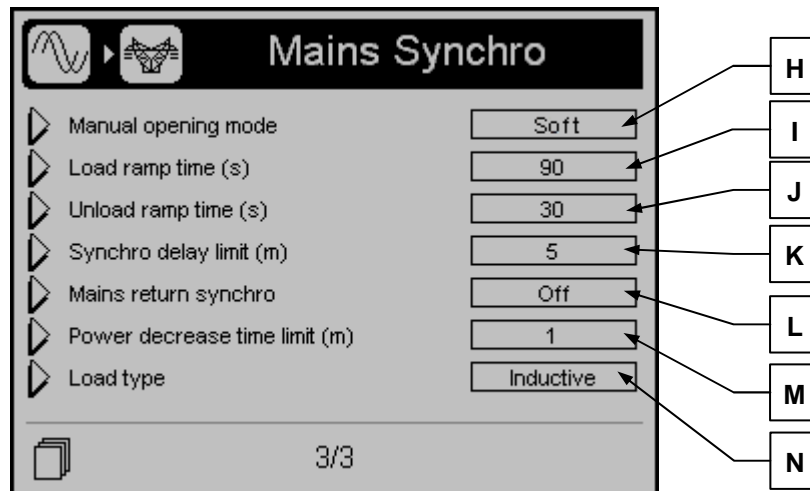 Mains Synchro
H
Manual opening mode Soft
I
Load ramp time (s) 90
J
Unload ramp time (s) 30
K
Synchro delay limit (m) 5
L
Mains return synchro Off
M
Power decrease time limit (m) 1
N
Load type Inductive
3/3